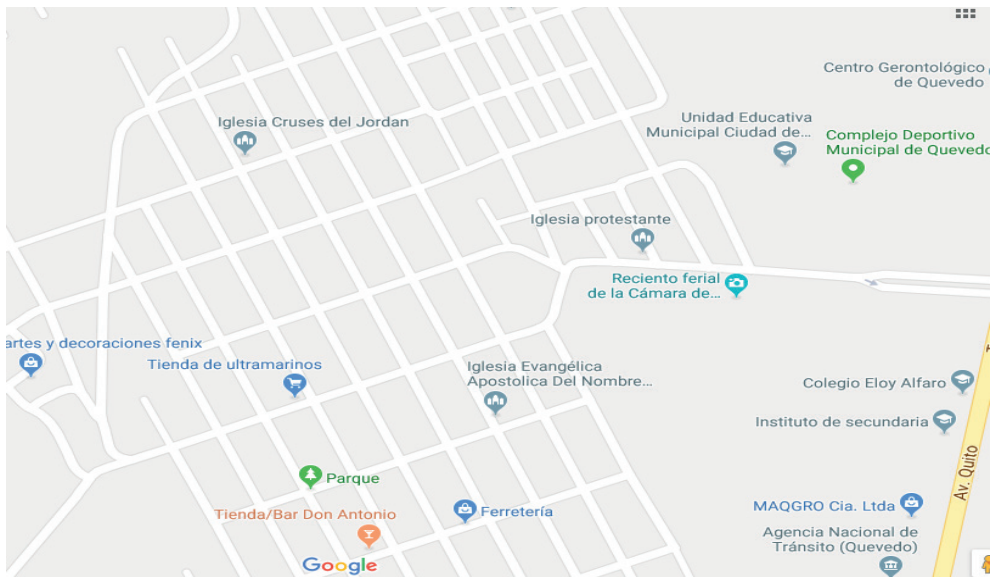 Centro Gerontológico
de Quevedo
Iglesia Cruses del Jordan
Unidad Educativa
Municipal Ciudad de...
Complejo Deportivo
Municipal de Quevedo
Iglesia protestante
Reciento ferial
de la Cámara de...
artes y decoraciones fenix
Tienda de ultramarinos
Iglesia Evangélica
Apostolica Del Nombre...
Colegio Eloy Alfaro
Instituto de secundaria
Av. Quito
Parque
Tienda/Bar Don Antonio
Ferretería
MAQGRO Cia. Ltda
Agencia Nacional de
Tránsito (Quevedo)
Google